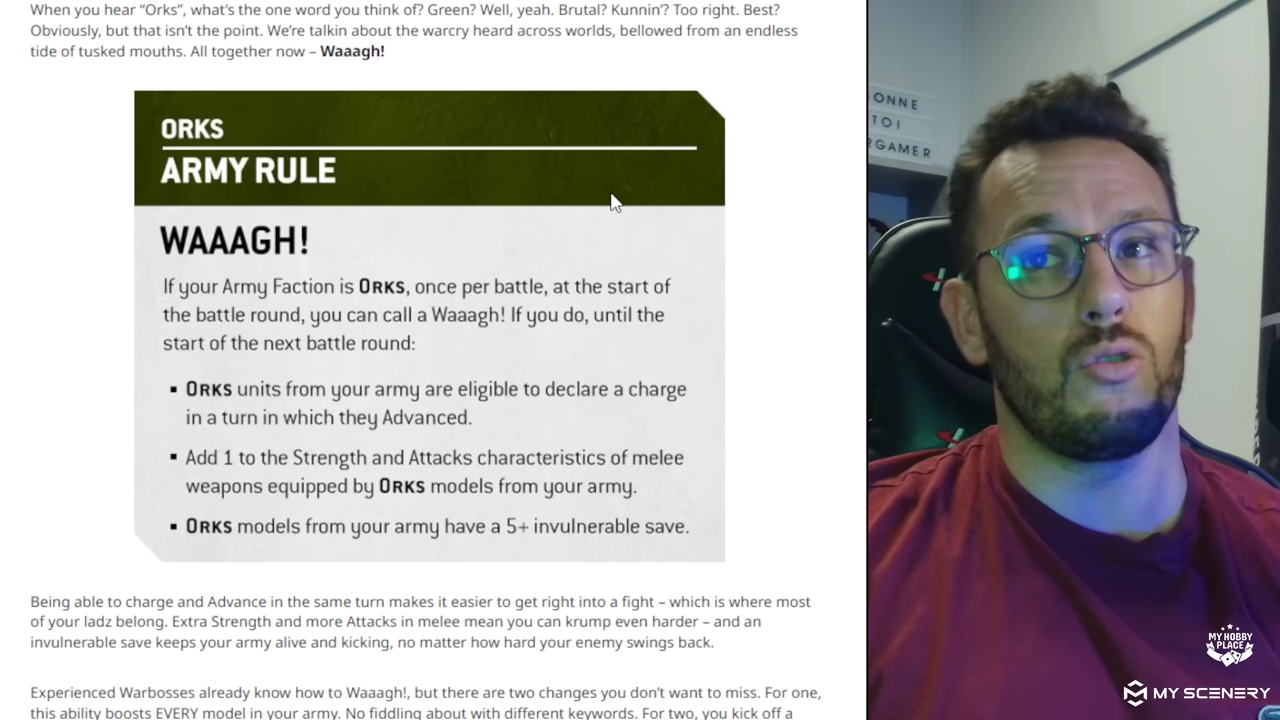 When you hear “Orks”, what’s the one word you think of? Green? Well, yeah. Brutal? Kunnin’? Too right. Best?
Obviously, but that isn’t the point. We’re talkin about the warcry heard across worlds, bellowed from an endless
tide of tusked mouths. All together now – Waaagh!
ORKS
ARMY RULE
WAAAGH!
If your Army Faction is ORKS, once per battle, at the start of
the battle round, you can call a Waaagh! If you do, until the
start of the next battle round:
▪ ORKS units from your army are eligible to declare a charge
in a turn in which they Advanced.
▪ Add 1 to the Strength and Attacks characteristics of melee
weapons equipped by ORKS models from your army.
▪ ORKS models from your army have a 5+ invulnerable save.
Being able to charge and Advance in the same turn makes it easier to get right into a fight – which is where most
of your ladz belong. Extra Strength and more Attacks in melee mean you can krump even harder – and an
invulnerable save keeps your army alive and kicking, no matter how hard your enemy swings back.
Experienced Warbosses already know how to Waaagh!, but there are two changes you don’t want to miss. For one,
this ability boosts EVERY model in your army. No fiddling about with different keywords. For two, you kick off a
ONNE
TOI
RGAMER
MY HOBBY
PLACE
MY SCENERY